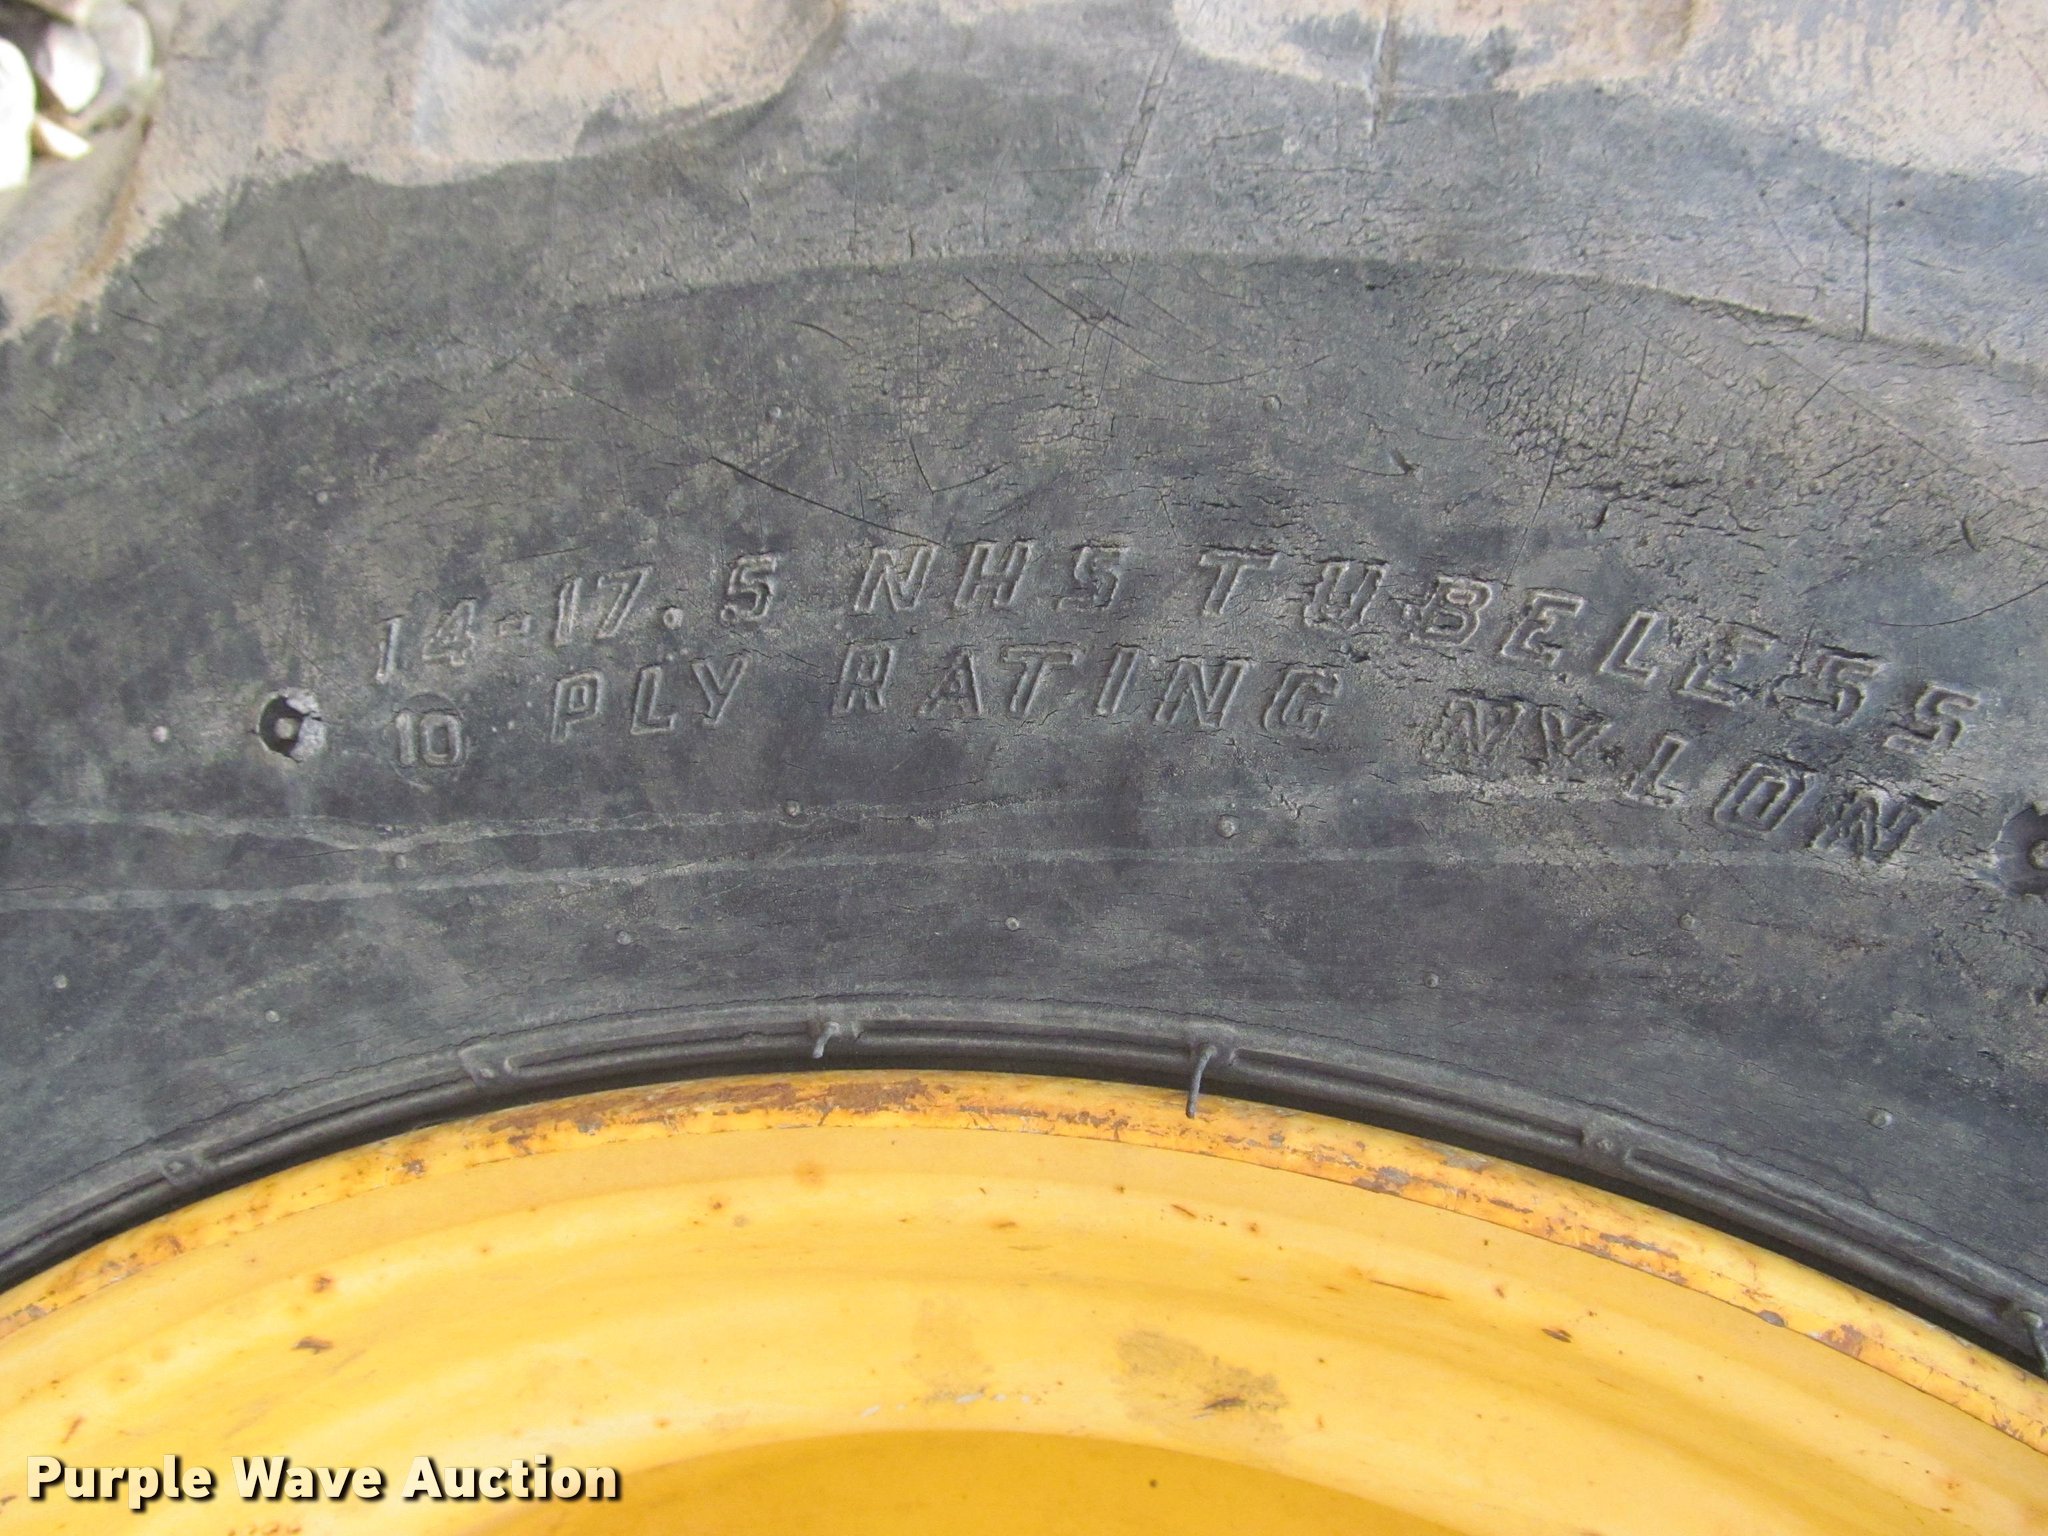 14-17.5 NHS TUBELESS
10 PLY RATING NYLON
Purple Wave Auction